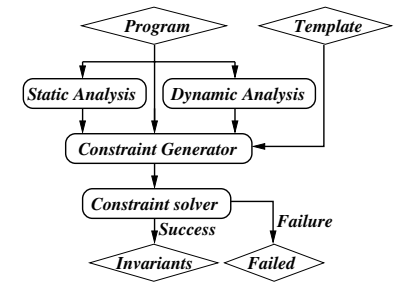 Program
Template
Static Analysis
Dynamic Analysis
Constraint Generator
Constraint solver
Success
Failure
Invariants
Failed